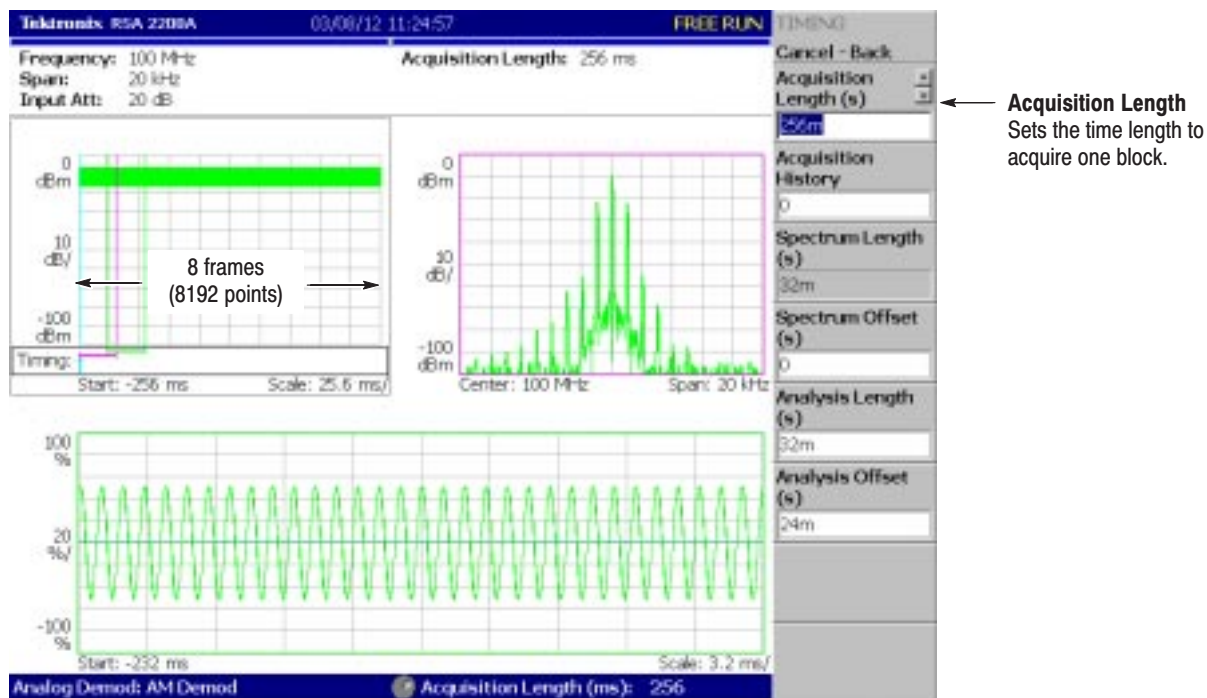 Tektronix RSA 2200A 03/08/12 11:24:57 FREE RUN
Frequency: 100 MHz
Span: 20 kHz
Input Att: 20 dB
Acquisition Length: 256 ms
0
dBm
10
dB/
-100
dBm
8 frames
(8192 points)
Timing:
Start: -256 ms Scale: 25.6 ms/
0
dBm
10
dB/
-100
dBm
Center: 100 MHz Span: 20 kHz
100
%
20
%/
-100
%
Start: -232 ms Scale: 3.2 ms/
Analog Demod: AM Demod Acquisition Length (ms): 256
TIMING
Cancel - Back
Acquisition
Length (s)
256m
Acquisition
History
0
Spectrum Length
(s)
32m
Spectrum Offset
(s)
0
Analysis Length
(s)
32m
Analysis Offset
(s)
24m
Acquisition Length
Sets the time length to
acquire one block.